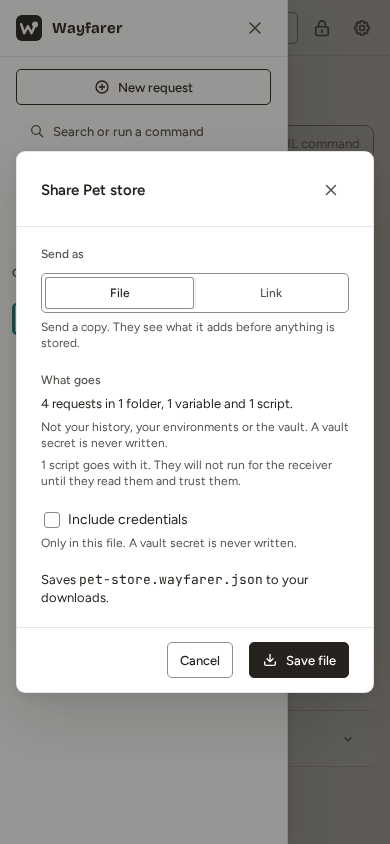 Wayfarer
New request
Search or run a command
RL command
Share Pet store
Send as
File
Link
Send a copy. They see what it adds before anything is
stored.
What goes
4 requests in 1 folder, 1 variable and 1 script.
Not your history, your environments or the vault. A vault
secret is never written.
1 script goes with it. They will not run for the receiver
until they read them and trust them.
Include credentials
Only in this file. A vault secret is never written.
Saves pet-store.wayfarer.json to your
downloads.
Cancel
Save file